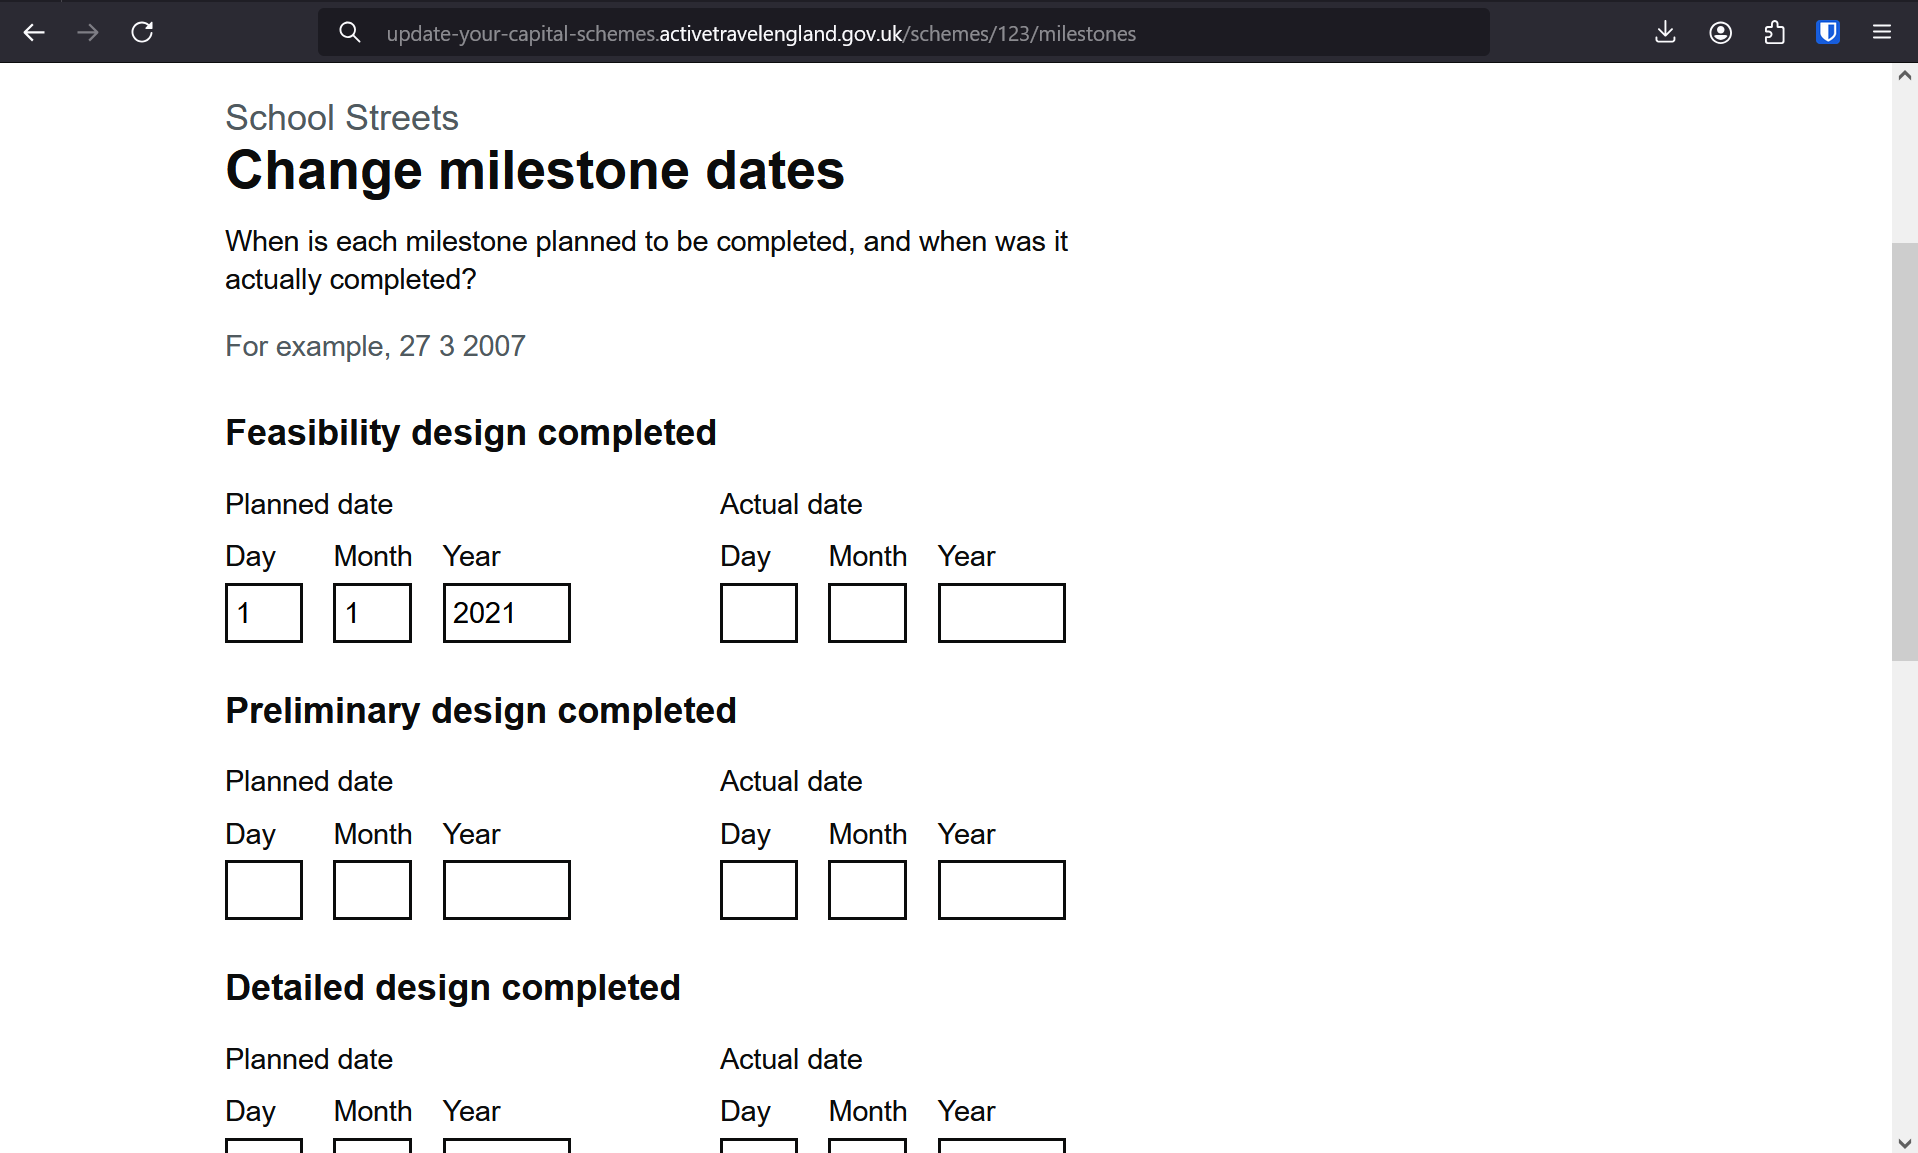 update-your-capital-schemes.activetravelengland.gov.uk/schemes/123/milestones
School Streets
Change milestone dates
When is each milestone planned to be completed, and when was it
actually completed?
For example, 27 3 2007
Feasibility design completed
Planned date Actual date
Day Month Year Day Month Year
1 1 2021
Preliminary design completed
Planned date Actual date
Day Month Year Day Month Year
Detailed design completed
Planned date Actual date
Day Month Year Day Month Year